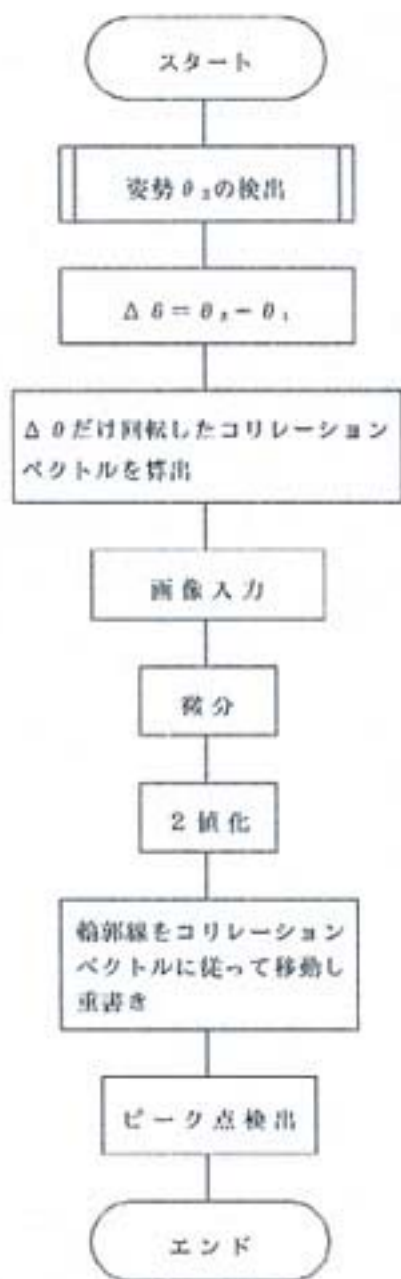 スタート
姿勢θ₂の検出
Δθ=θ₂-θ₁
Δθだけ回転したコリレーション
ベクトルを算出
画像入力
微分
2値化
輪郭線をコリレーション
ベクトルに従って移動し
重書き
ピーク点検出
エンド